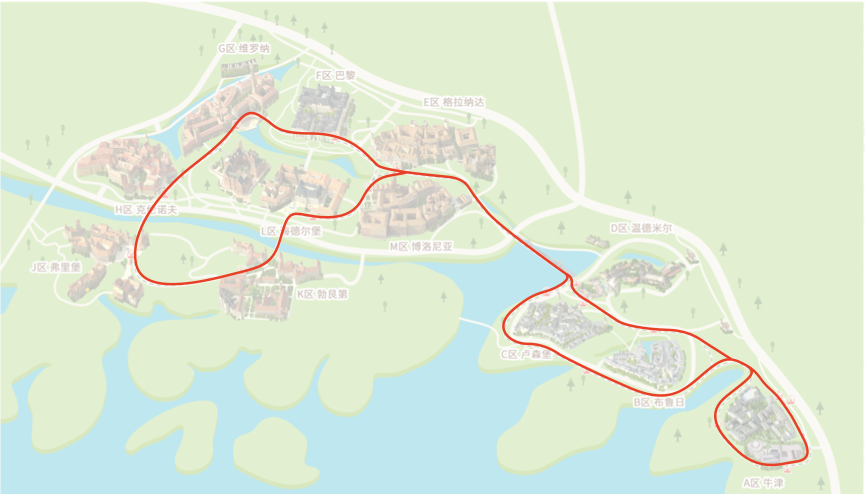 G区 维罗纳
F区 巴黎
E区 格拉纳达
H区 克伦诺夫
L区 海德尔堡
M区 博洛尼亚
D区 温德米尔
J区 弗里堡
K区 勃艮第
C区 卢森堡
B区 布鲁日
A区 牛津